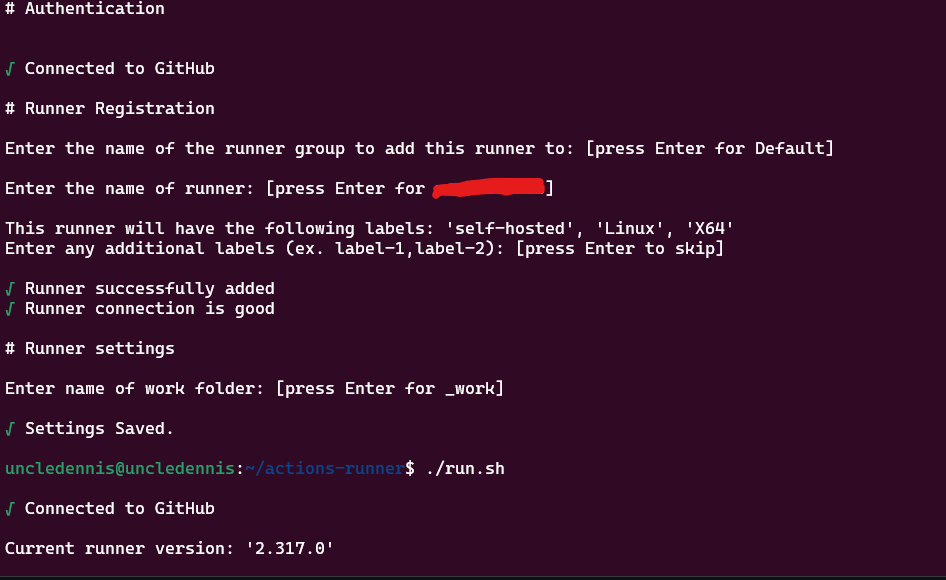 # Authentication
√ Connected to GitHub
# Runner Registration
Enter the name of the runner group to add this runner to: [press Enter for Default]
Enter the name of runner: [press Enter for ]
This runner will have the following labels: 'self-hosted', 'Linux', 'X64'
Enter any additional labels (ex. label-1,label-2): [press Enter to skip]
√ Runner successfully added
√ Runner connection is good
# Runner settings
Enter name of work folder: [press Enter for _work]
√ Settings Saved.
uncledennis@uncledennis:~/actions-runner$ ./run.sh
√ Connected to GitHub
Current runner version: '2.317.0'